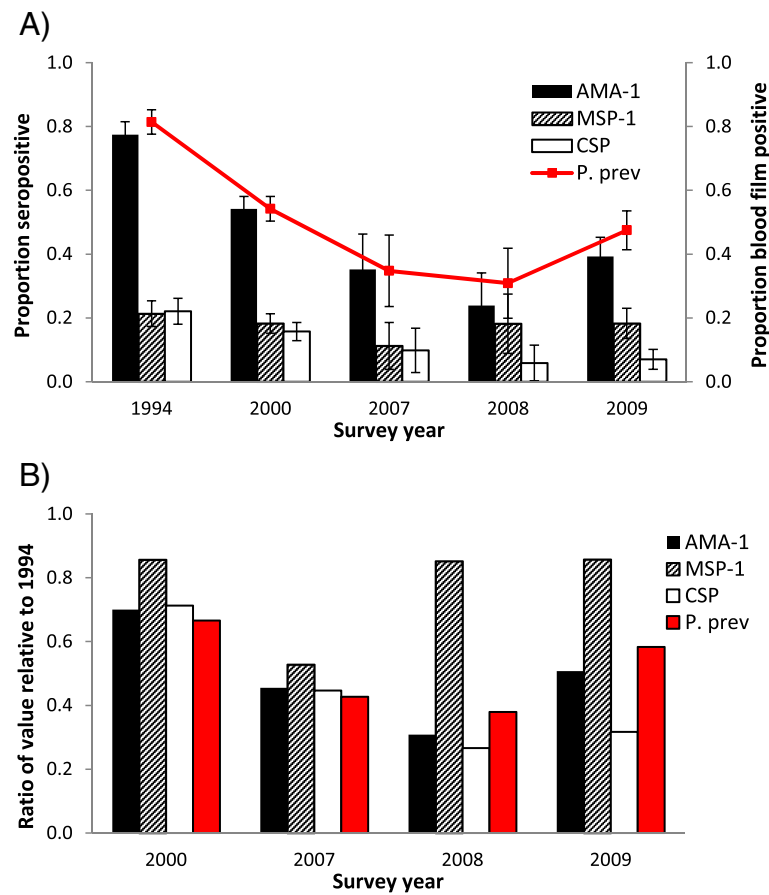 A)
Proportion seropositive
1.0
0.8
0.6
0.4
0.2
0.0
AMA-1
MSP-1
CSP
P. prev
1.0
0.8
0.6
0.4
0.2
0.0
Proportion blood film positive
1994 2000 2007 2008 2009
Survey year
B)
Ratio of value relative to 1994
1.0
0.8
0.6
0.4
0.2
0.0
AMA-1
MSP-1
CSP
P. prev
2000 2007 2008 2009
Survey year